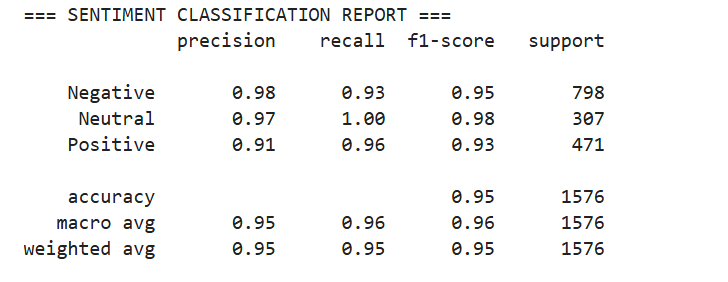 === SENTIMENT CLASSIFICATION REPORT ===
precision recall f1-score support
Negative 0.98 0.93 0.95 798
Neutral 0.97 1.00 0.98 307
Positive 0.91 0.96 0.93 471
accuracy 0.95 1576
macro avg 0.95 0.96 0.96 1576
weighted avg 0.95 0.95 0.95 1576